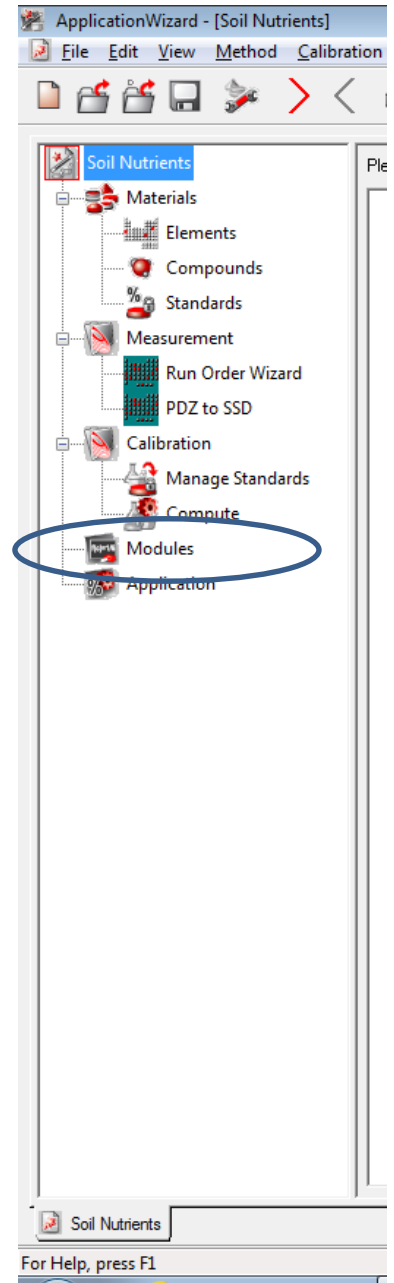 ApplicationWizard - [Soil Nutrients]
File Edit View Method Calibration
Soil Nutrients
Ple
Materials
Elements
Compounds
% Standards
Measurement
Run Order Wizard
PDZ to SSD
Calibration
Manage Standards
Compute
Modules
% Application
Soil Nutrients
For Help, press F1